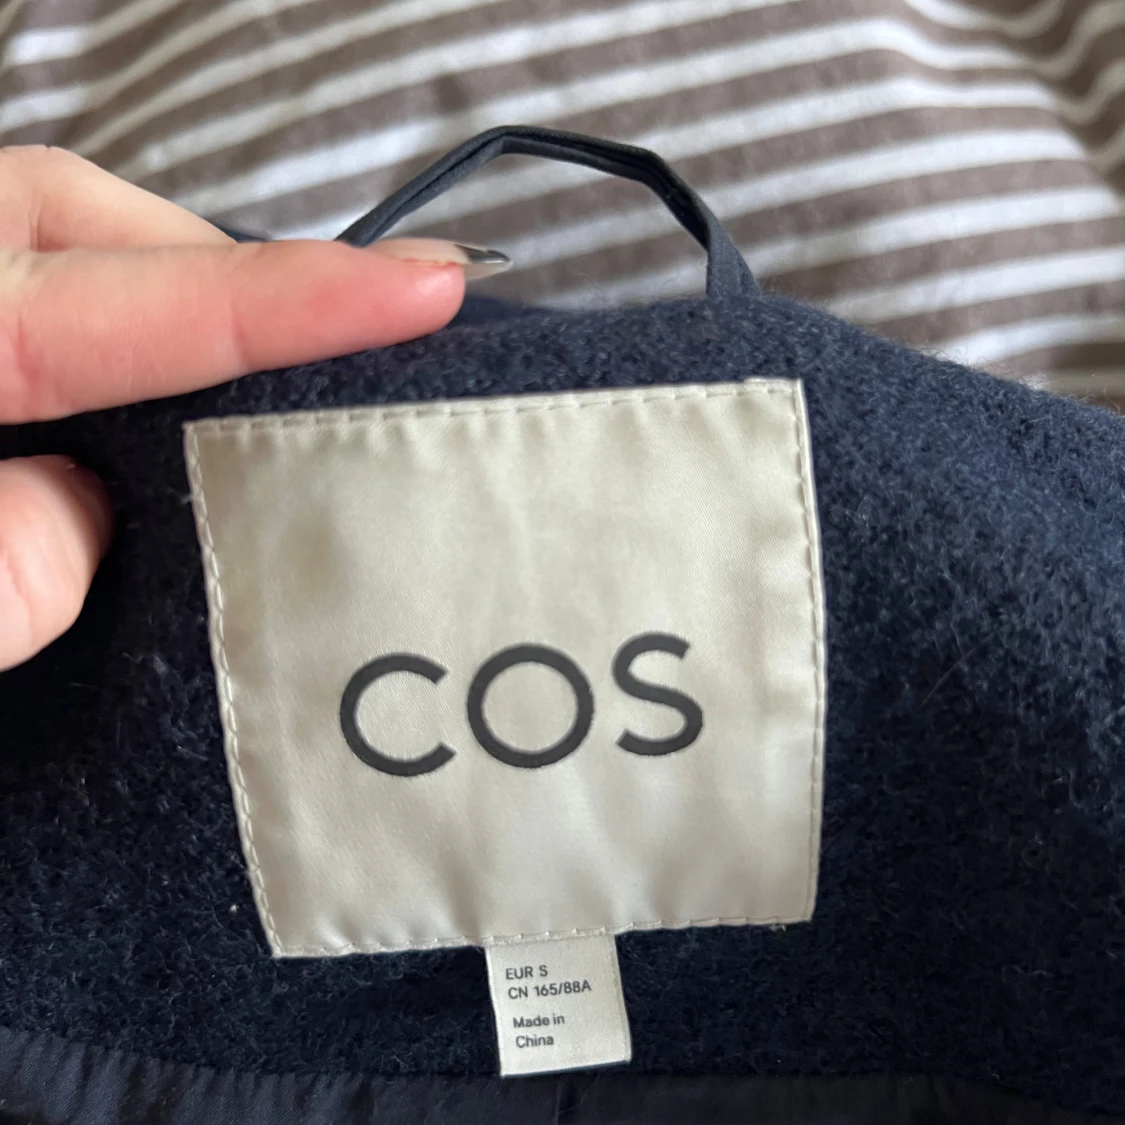 COS
EUR S
CN 165/88A
Made in
China